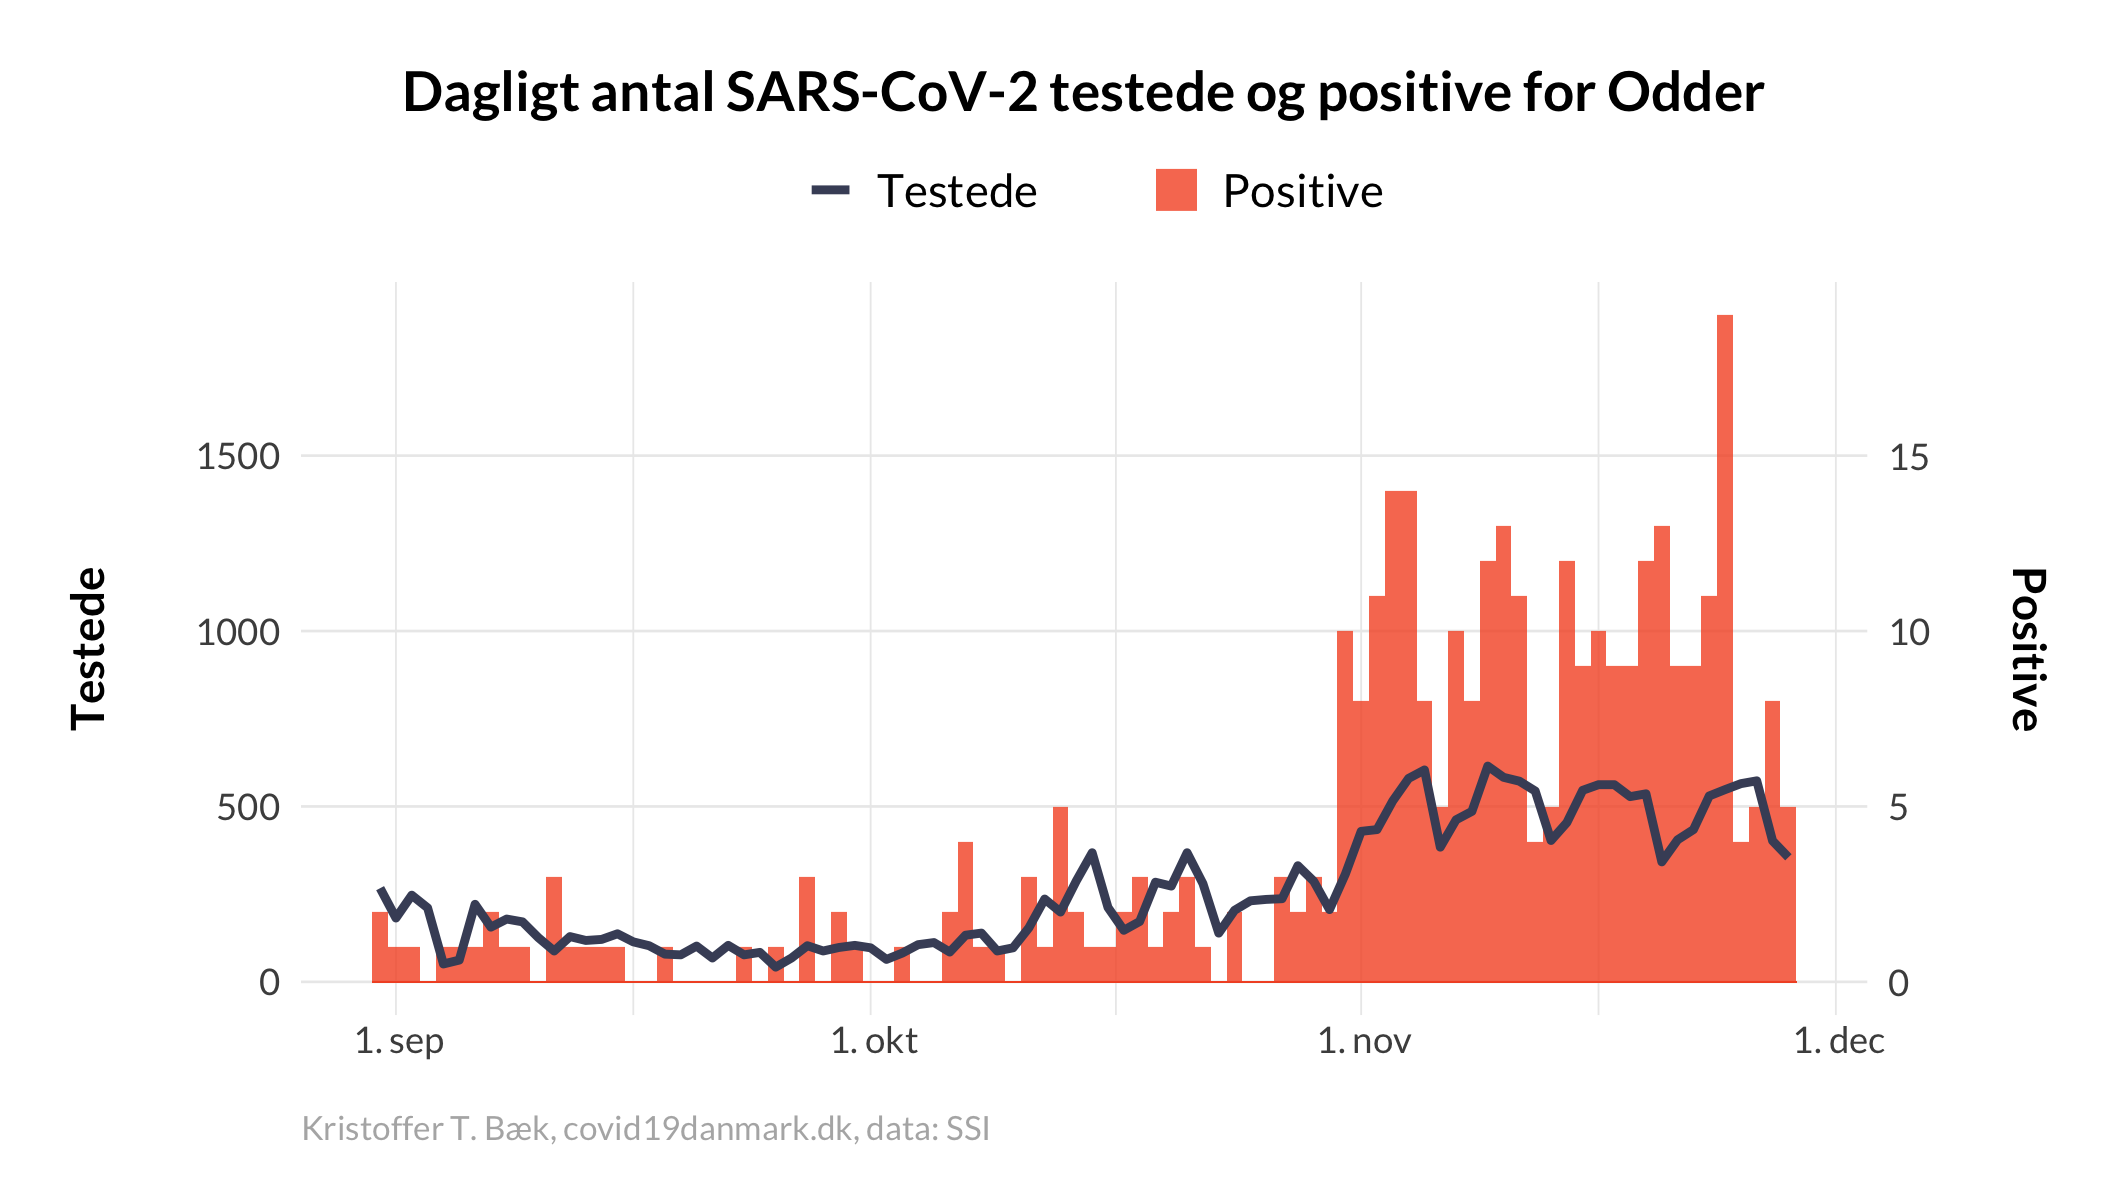 Dagligt antal SARS-CoV-2 testede og positive for Odder
Testede
Positive
1500
1000
500
0
15
10
5
0
Testede
Positive
1. sep
1. okt
1. nov
1. dec
Kristoffer T. Bæk, covid19danmark.dk, data: SSI